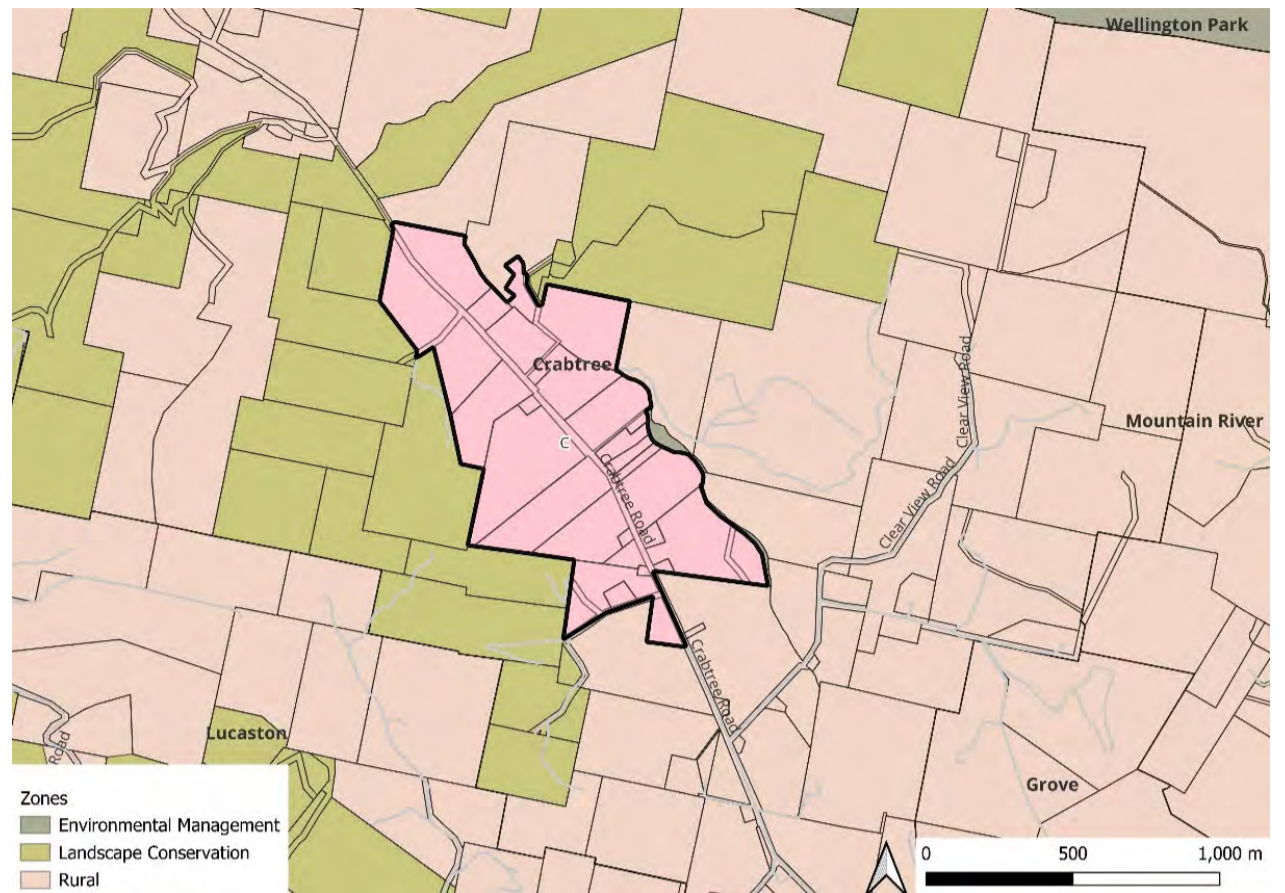 Wellington Park
Crabtree
Clear View Road
Mountain River
C
Crabtree Road
Clear View Road
Crabtree Road
Lucaston
Road
Grove
Zones
Environmental Management
Landscape Conservation
Rural
0 500 1,000 m